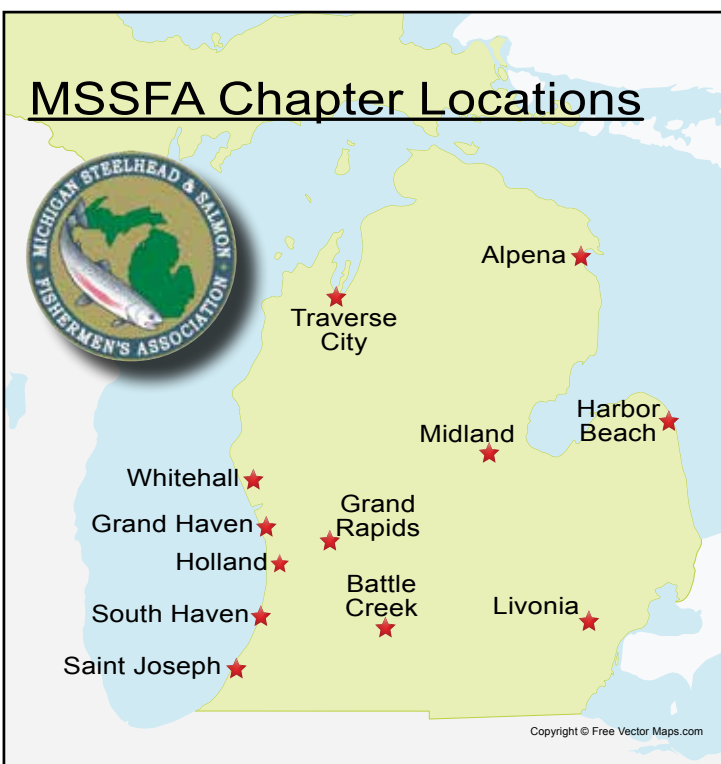 MSSFA Chapter Locations
MICHIGAN STEELHEAD & SALMON
FISHERMEN'S ASSOCIATION
Alpena
Traverse
City
Harbor
Beach
Midland
Whitehall
Grand
Rapids
Grand Haven
Holland
Battle
Creek
Livonia
South Haven
Saint Joseph
Copyright © Free Vector Maps.com